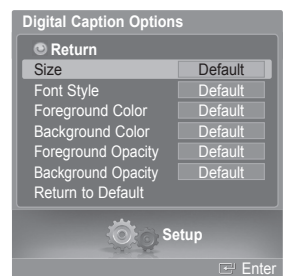 Digital Caption Options
Return
Size Default
Font Style Default
Foreground Color Default
Background Color Default
Foreground Opacity Default
Background Opacity Default
Return to Default
Setup
Enter